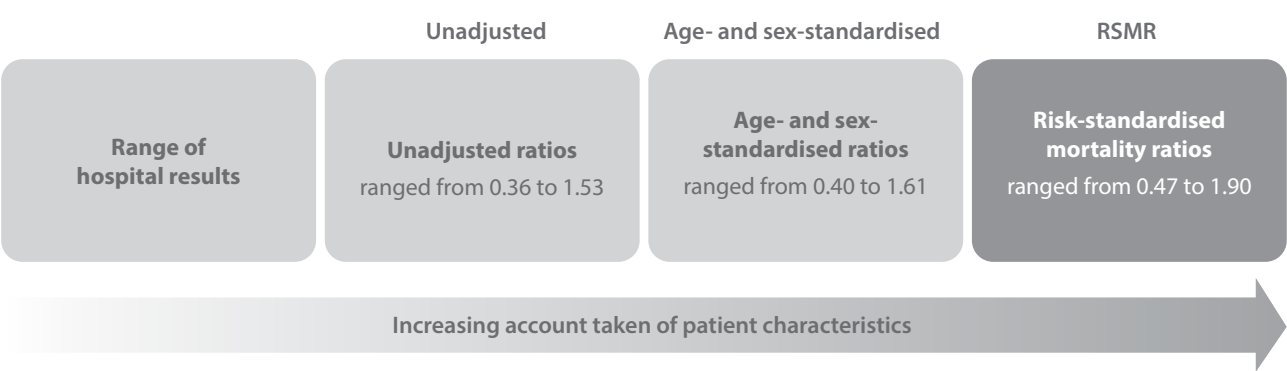 Unadjusted
Age- and sex-standardised
RSMR
Range of
hospital results
Unadjusted ratios
ranged from 0.36 to 1.53
Age- and sex-
standardised ratios
ranged from 0.40 to 1.61
Risk-standardised
mortality ratios
ranged from 0.47 to 1.90
Increasing account taken of patient characteristics